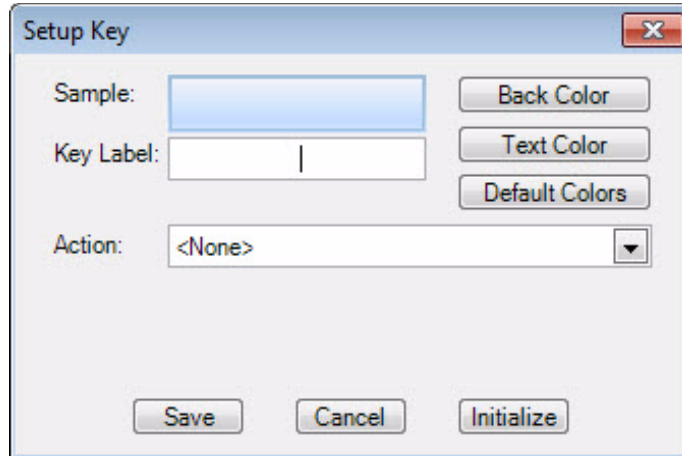 Setup Key
Sample:
Back Color
Key Label:
Text Color
Default Colors
Action:
<None>
Save Cancel Initialize